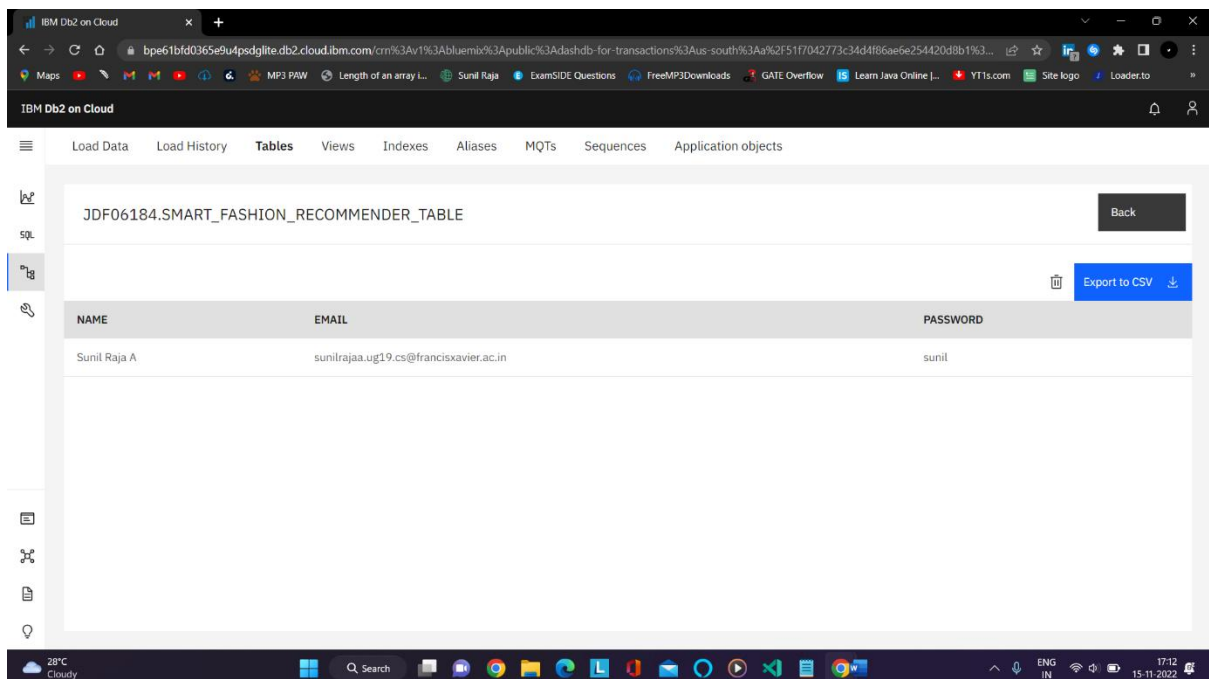 IBM Db2 on Cloud
bpe61bfd0365e9u4psdglite.db2.cloud.ibm.com/crn%3Av1%3Abluemix%3Apublic%3Adashdb-for-transactions%3Aus-south%3Aa%2F51f7042773c34d4f86ae6e254420d8b1%3...
Maps MP3 PAW Length of an array i... Sunil Raja ExamSIDE Questions FreeMP3Downloads GATE Overflow Learn Java Online |... YT1s.com Site logo Loader.to »
IBM Db2 on Cloud
Load Data Load History Tables Views Indexes Aliases MQTs Sequences Application objects
JDF06184.SMART_FASHION_RECOMMENDER_TABLE
Back
SQL
Export to CSV
NAME EMAIL PASSWORD
Sunil Raja A sunilrajaa.ug19.cs@francisxavier.ac.in sunil
28°C
Cloudy
Search
ENG
IN
17:12
15-11-2022